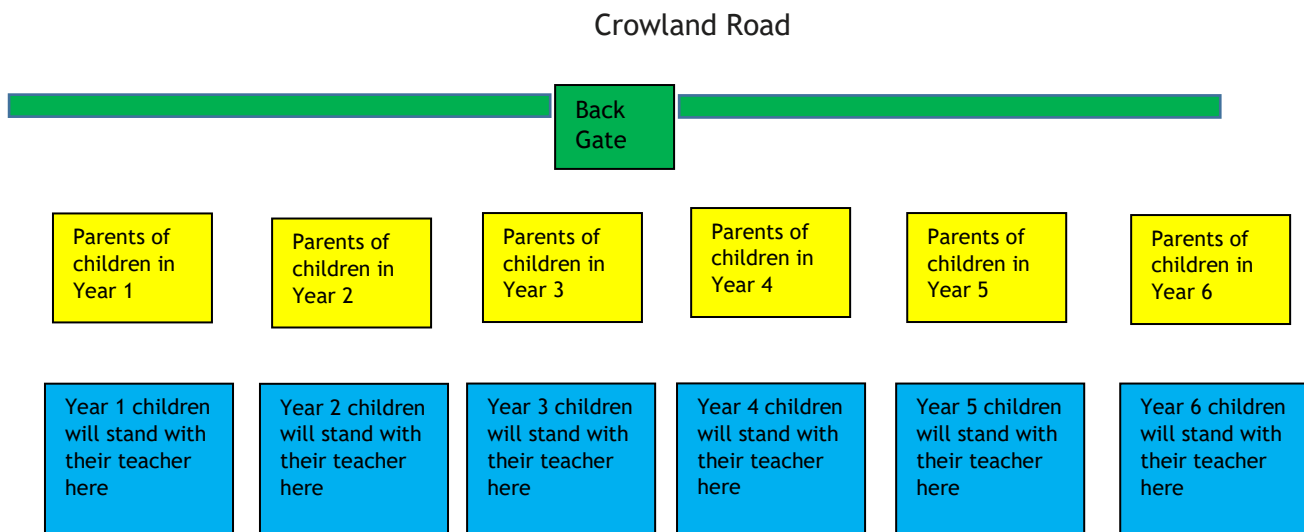 Crowland Road
Back
Gate
Parents of
children in
Year 1
Parents of
children in
Year 2
Parents of
children in
Year 3
Parents of
children in
Year 4
Parents of
children in
Year 5
Parents of
children in
Year 6
Year 1 children
will stand with
their teacher
here
Year 2 children
will stand with
their teacher
here
Year 3 children
will stand with
their teacher
here
Year 4 children
will stand with
their teacher
here
Year 5 children
will stand with
their teacher
here
Year 6 children
will stand with
their teacher
here